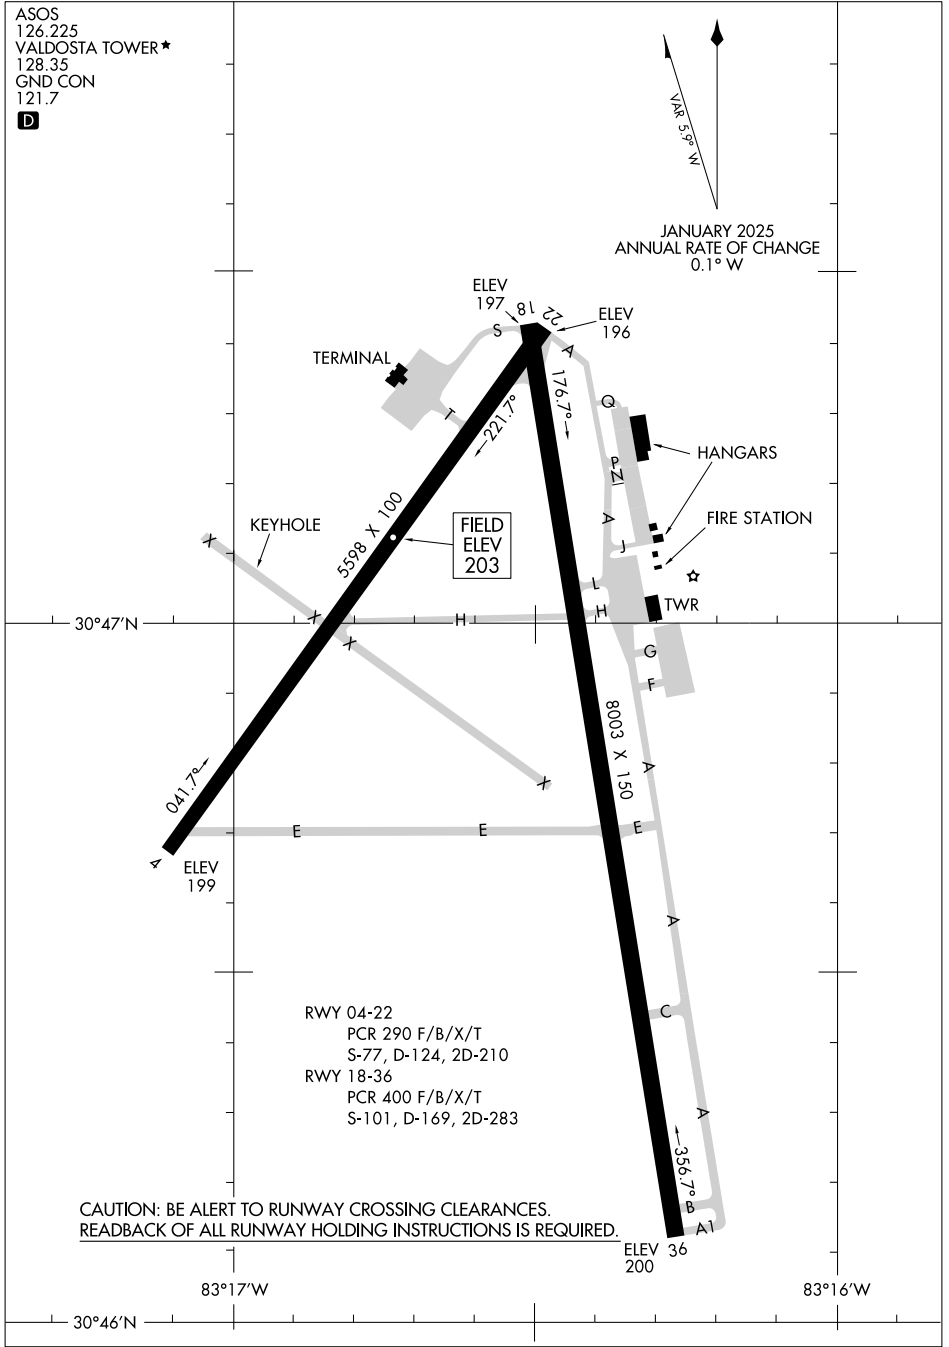 ASOS
126.225
VALDOSTA TOWER★
128.35
GND CON
121.7
D
VAR 5.9° W
JANUARY 2025
ANNUAL RATE OF CHANGE
0.1° W
ELEV
197
18
22
ELEV
196
S
A
TERMINAL
T
221.7°
176.7°
Q
HANGARS
P
N
I
A
J
FIRE STATION
KEYHOLE
X
5598 X 100
FIELD
ELEV
203
L
H
TWR
X
H
30°47'N
X
G
F
8003 X 150
A
041.7°
X
E
E
E
4
ELEV
199
A
C
RWY 04-22
PCR 290 F/B/X/T
S-77, D-124, 2D-210
RWY 18-36
PCR 400 F/B/X/T
S-101, D-169, 2D-283
A
356.7°
B
A1
CAUTION: BE ALERT TO RUNWAY CROSSING CLEARANCES.
READBACK OF ALL RUNWAY HOLDING INSTRUCTIONS IS REQUIRED.
ELEV
200
36
83°17'W
83°16'W
30°46'N